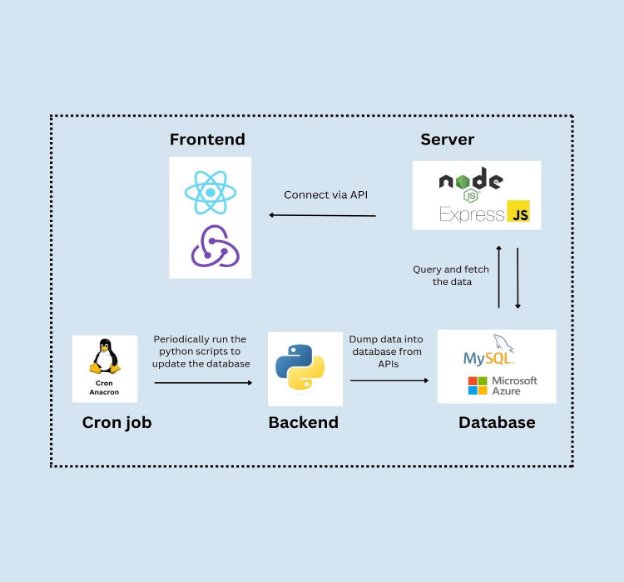 Frontend
Server
node
JS
Express
JS
Connect via API
Query and fetch
the data
Periodically run the
python scripts to
update the database
Dump data into
database from
APIs
Cron
Anacron
MySQL
Microsoft
Azure
Cron job
Backend
Database